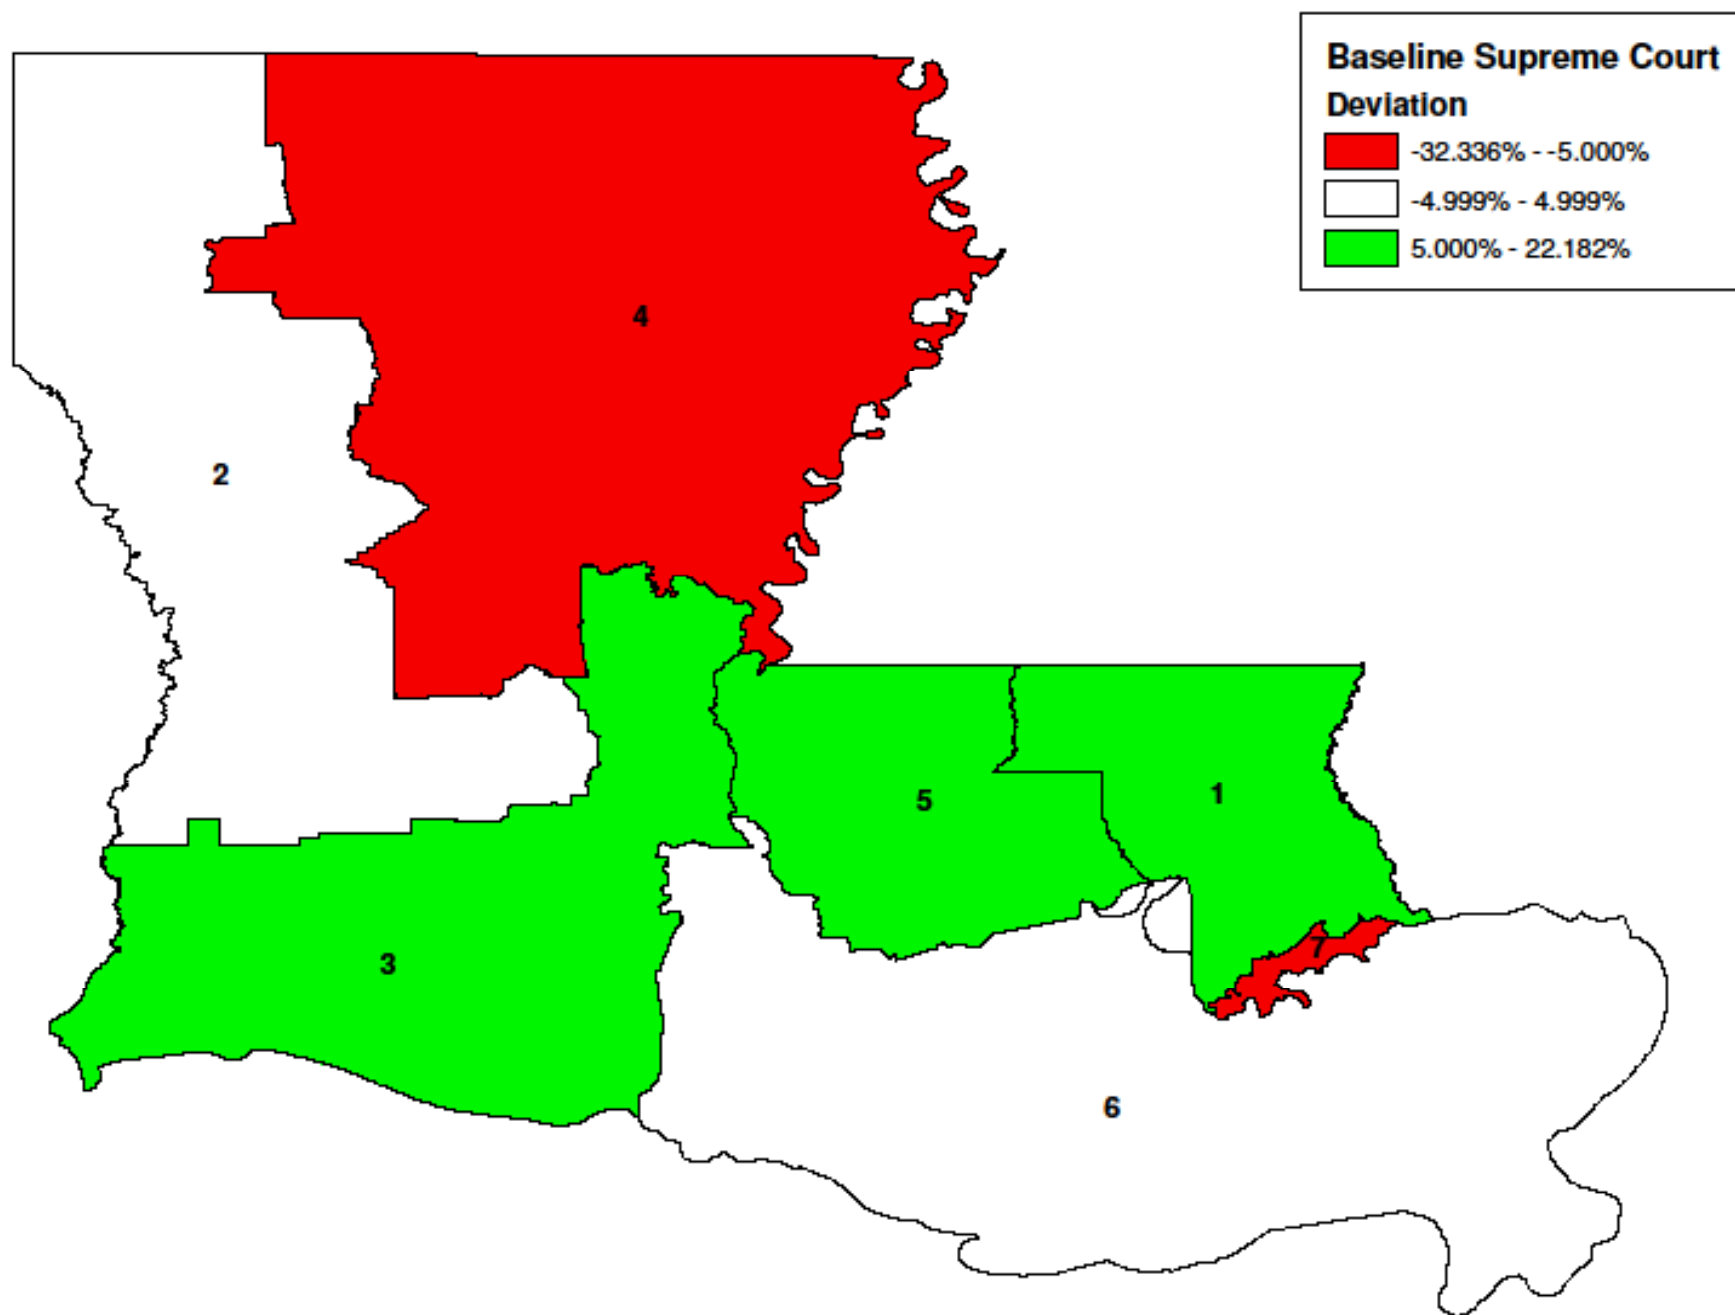 Baseline Supreme Court
Deviation
-32.336% - -5.000%
-4.999% - 4.999%
5.000% - 22.182%
4
2
5
1
7
3
6